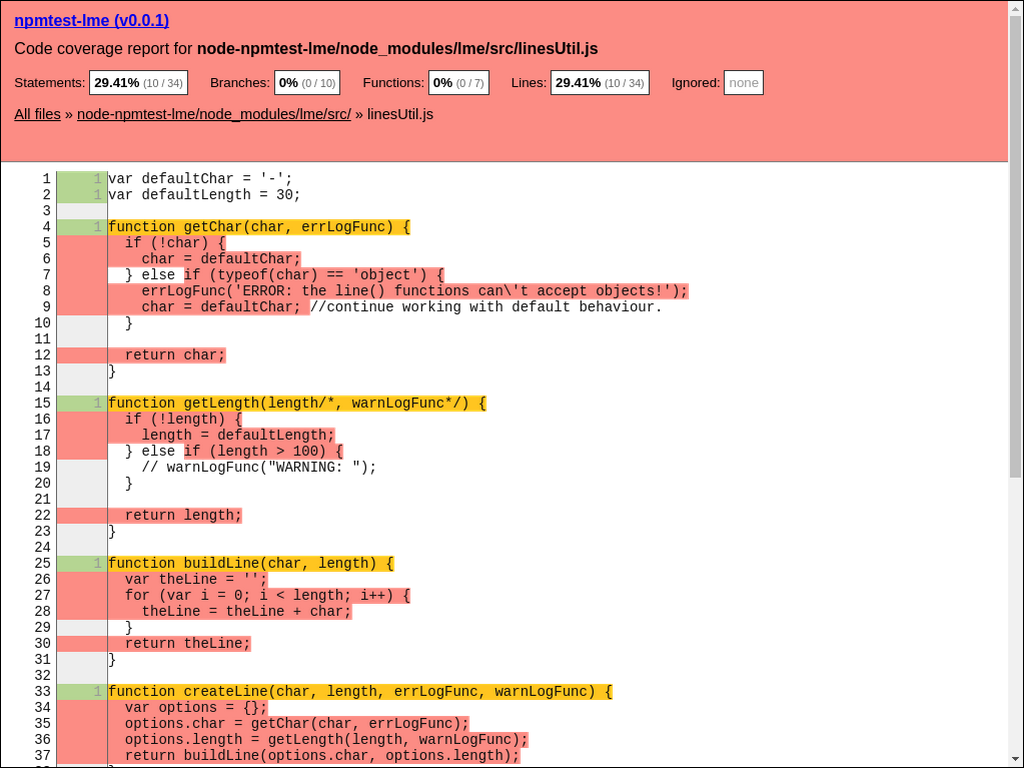 npmtest-lme (v0.0.1)
Code coverage report for node-npmtest-lme/node_modules/lme/src/linesUtil.js
Statements: 29.41% (10 / 34) Branches: 0% (0 / 10) Functions: 0% (0 / 7) Lines: 29.41% (10 / 34) Ignored: none
All files » node-npmtest-lme/node_modules/lme/src/ » linesUtil.js
1 1 var defaultChar = '-';
2 1 var defaultLength = 30;
3
4 1 function getChar(char, errLogFunc) {
5   if (!char) {
6     char = defaultChar;
7   } else if (typeof(char) == 'object') {
8     errLogFunc('ERROR: the line() functions can\'t accept objects!');
9     char = defaultChar; //continue working with default behaviour.
10   }
11
12   return char;
13 }
14
15 1 function getLength(length/*, warnLogFunc*/) {
16   if (!length) {
17     length = defaultLength;
18   } else if (length > 100) {
19     // warnLogFunc("WARNING: ");
20   }
21
22   return length;
23 }
24
25 1 function buildLine(char, length) {
26   var theLine = '';
27   for (var i = 0; i < length; i++) {
28     theLine = theLine + char;
29   }
30   return theLine;
31 }
32
33 1 function createLine(char, length, errLogFunc, warnLogFunc) {
34   var options = {};
35   options.char = getChar(char, errLogFunc);
36   options.length = getLength(length, warnLogFunc);
37   return buildLine(options.char, options.length);